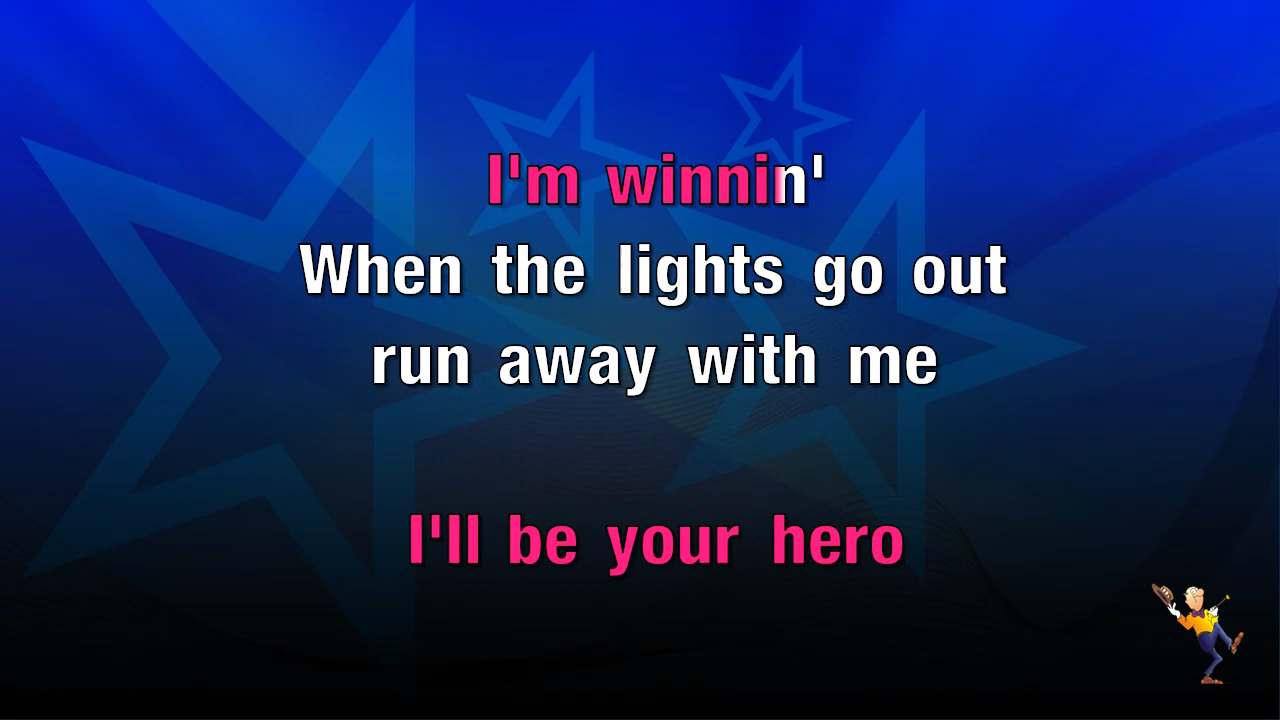 I'm winnin'
When the lights go out
run away with me
I'll be your hero